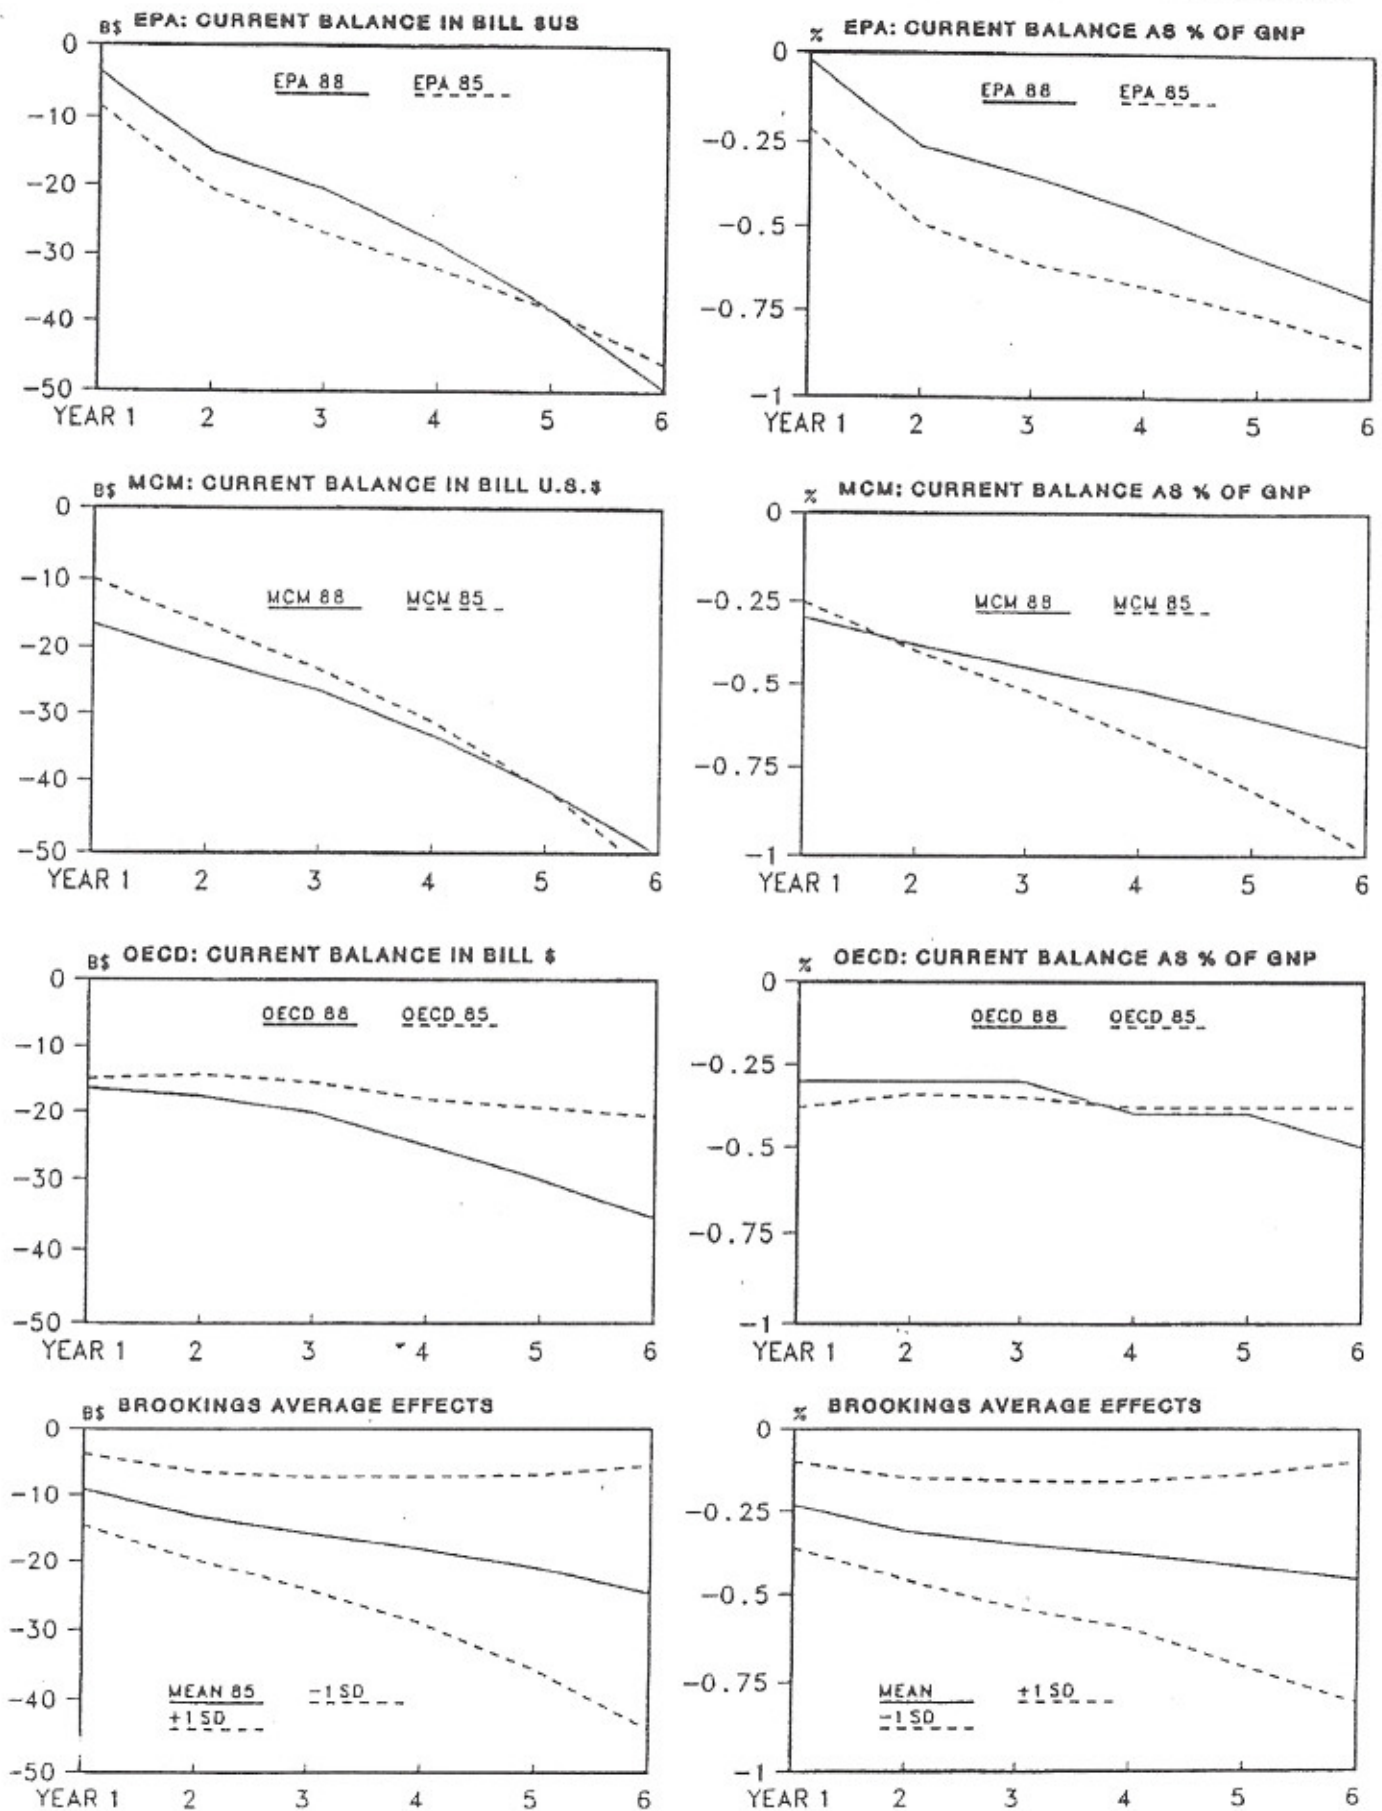 B$ EPA: CURRENT BALANCE IN BILL $US
0
EPA 88 EPA 85
-10
-20
-30
-40
-50
YEAR 1 2 3 4 5 6
% EPA: CURRENT BALANCE AS % OF GNP
0
EPA 88 EPA 85
-0.25
-0.5
-0.75
-1
YEAR 1 2 3 4 5 6
B$ MCM: CURRENT BALANCE IN BILL U.S.$
0
-10
MCM 88 MCM 85
-20
-30
-40
-50
YEAR 1 2 3 4 5 6
% MCM: CURRENT BALANCE AS % OF GNP
0
-0.25
MCM 88 MCM 85
-0.5
-0.75
-1
YEAR 1 2 3 4 5 6
B$ OECD: CURRENT BALANCE IN BILL $
0
OECD 88 OECD 85
-10
-20
-30
-40
-50
YEAR 1 2 3 4 5 6
% OECD: CURRENT BALANCE AS % OF GNP
0
OECD 88 OECD 85
-0.25
-0.5
-0.75
-1
YEAR 1 2 3 4 5 6
B$ BROOKINGS AVERAGE EFFECTS
0
-10
-20
-30
MEAN 85 -1 SD
-40
+1 SD
-50
YEAR 1 2 3 4 5 6
% BROOKINGS AVERAGE EFFECTS
0
-0.25
-0.5
-0.75
MEAN +1 SD
-1 SD
-1
YEAR 1 2 3 4 5 6